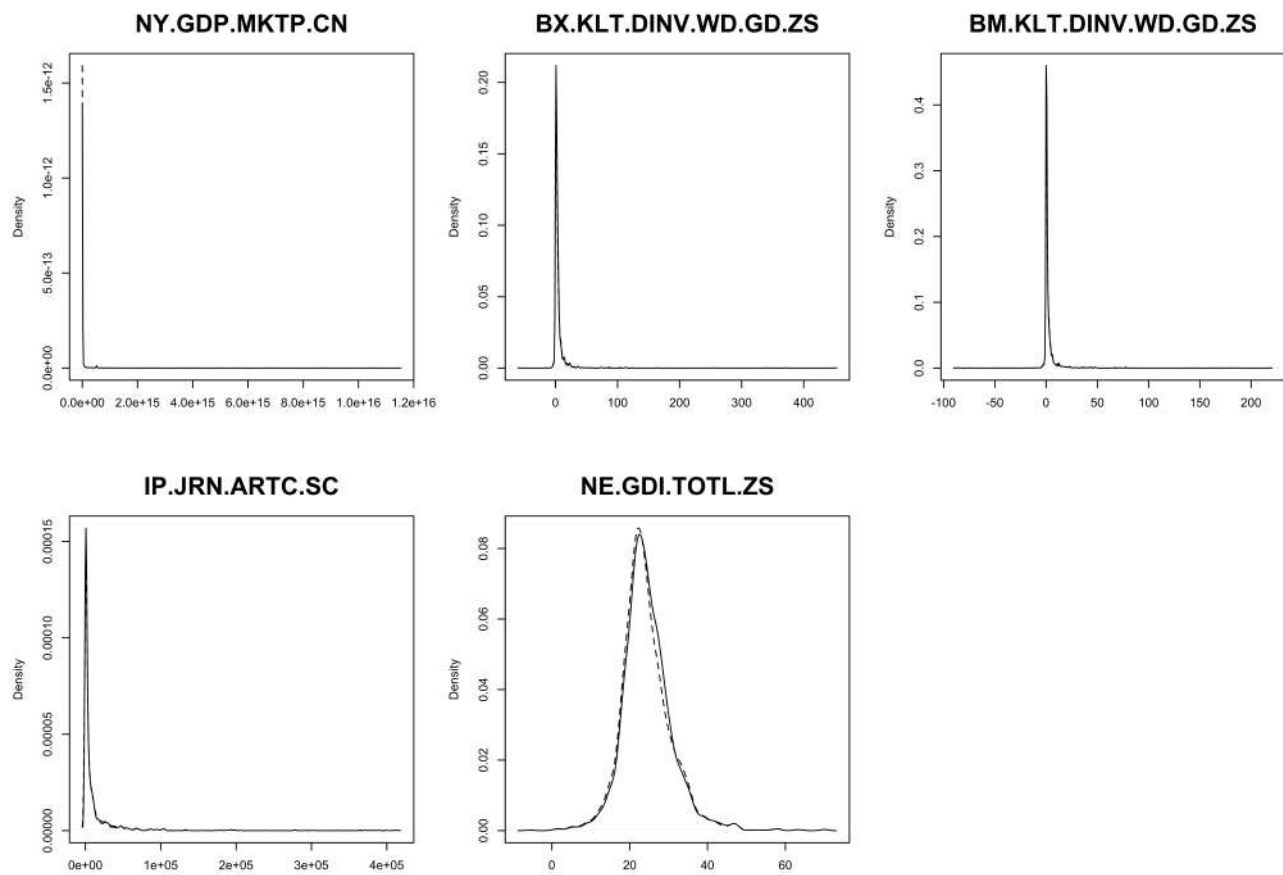 NY.GDP.MKTP.CN
BX.KLT.DINV.WD.GD.ZS
BM.KLT.DINV.WD.GD.ZS
Density
0.0e+00 5.0e-13 1.0e-12 1.5e-12
0.0e+00 2.0e+15 4.0e+15 6.0e+15 8.0e+15 1.0e+16 1.2e+16
Density
0.00 0.05 0.10 0.15 0.20
0 100 200 300 400
Density
0.0 0.1 0.2 0.3 0.4
-100 -50 0 50 100 150 200
IP.JRN.ARTC.SC
NE.GDI.TOTL.ZS
Density
0.00000 0.00005 0.00010 0.00015
0e+00 1e+05 2e+05 3e+05 4e+05
Density
0.00 0.02 0.04 0.06 0.08
0 20 40 60